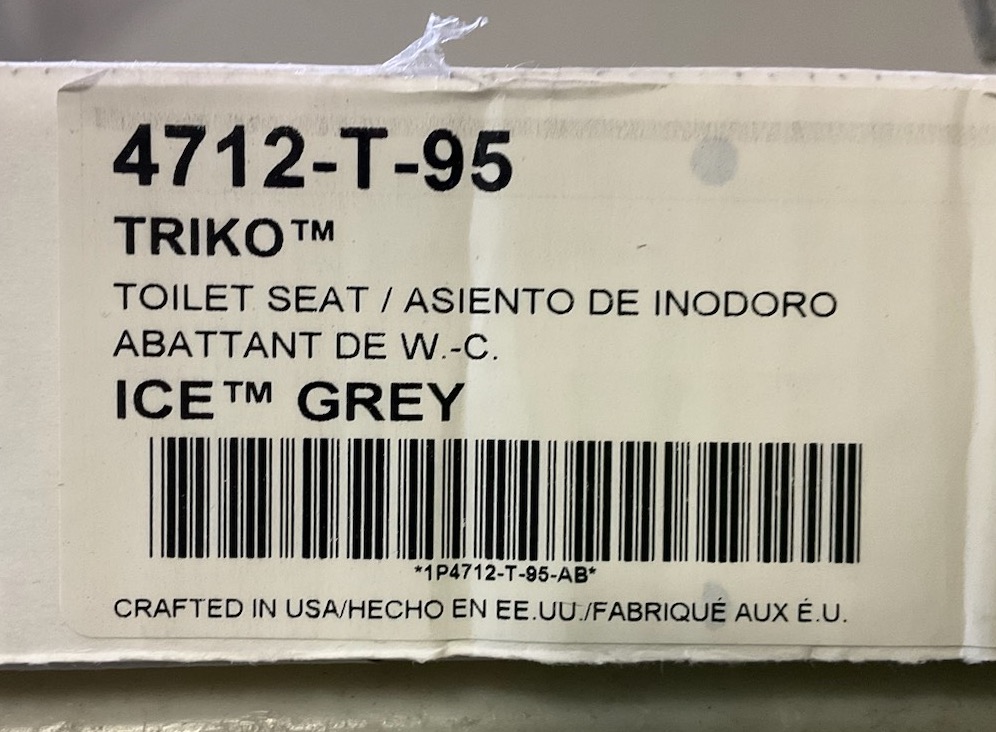 4712-T-95
TRIKO™
TOILET SEAT / ASIENTO DE INODORO
ABATTANT DE W.-C.
ICE™ GREY
*1P4712-T-95-AB*
CRAFTED IN USA/HECHO EN EE.UU./FABRIQUÉ AUX É.U.